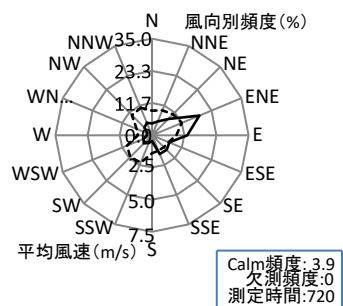 N
風向別頻度(%)
35.0
NNW
NNE
NW
23.3
NE
WN...
11.7
ENE
W
0.0
E
WSW
2.5
ESE
SW
5.0
SE
SSW
SSE
平均風速(m/s)
7.5
S
Calm頻度: 3.9
欠測頻度:0
測定時間:720